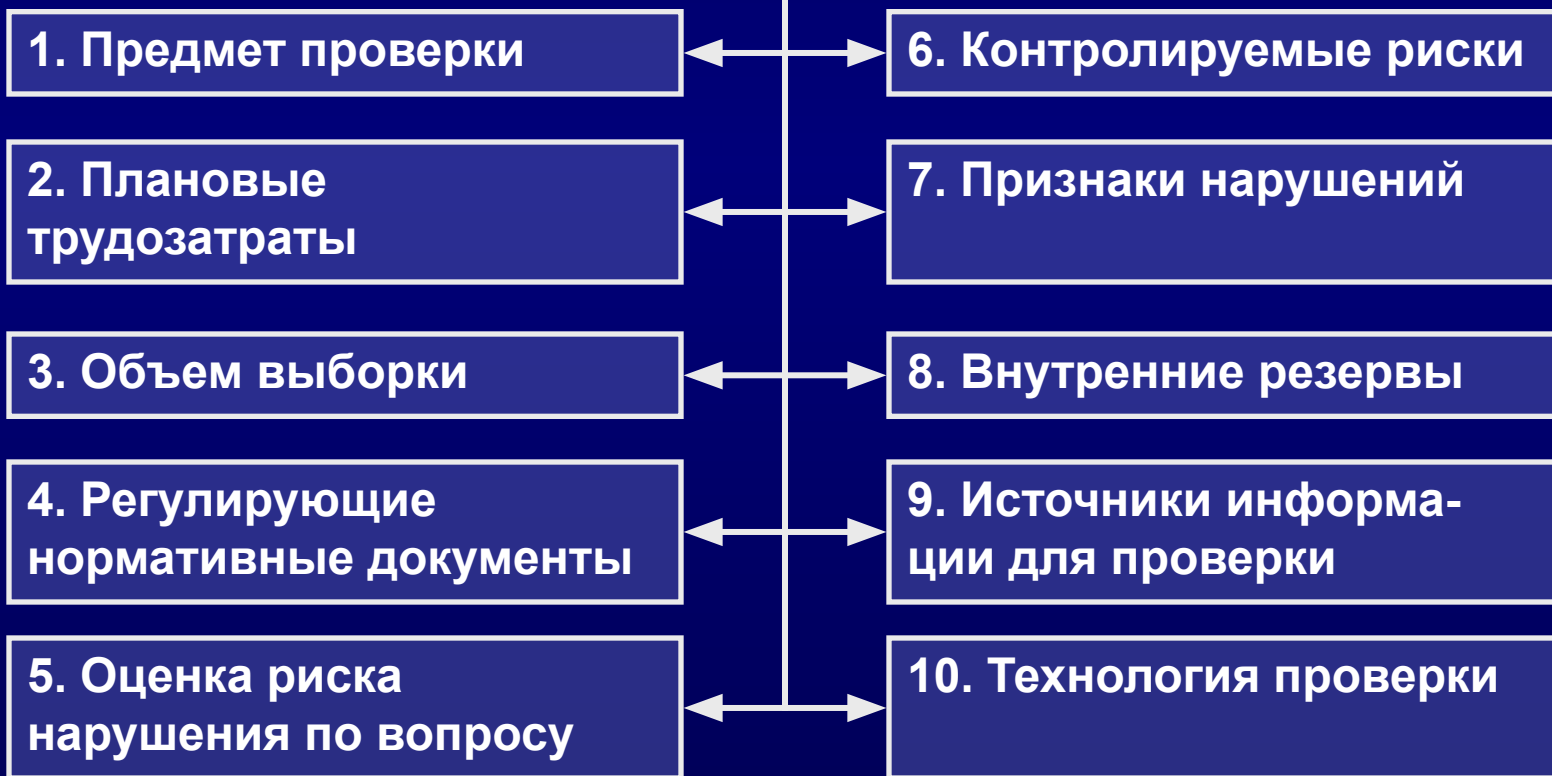 1. Предмет проверки
2. Плановые
трудозатраты
3. Объем выборки
4. Регулирующие
нормативные документы
5. Оценка риска
нарушения по вопросу
6. Контролируемые риски
7. Признаки нарушений
8. Внутренние резервы
9. Источники информа-
ции для проверки
10. Технология проверки